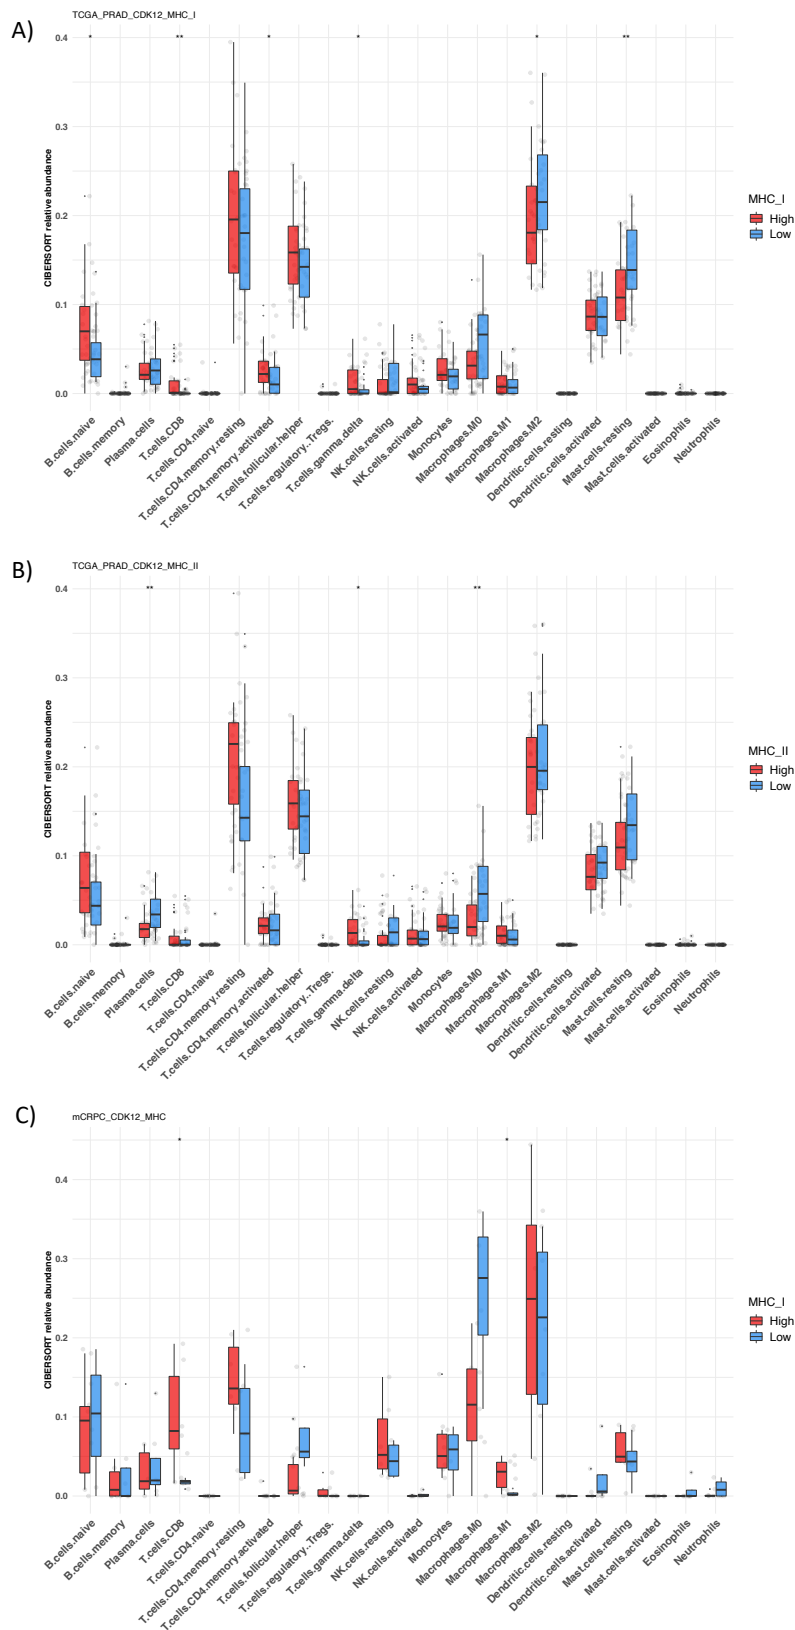 A)
TCGA_PRAD_CDK12_MHC_I
* ** * * * **
0.4
0.3
0.2
0.1
0.0
CIBERSORT relative abundance
MHC_I
High
Low
B.cells.naive
B.cells.memory
Plasma.cells
T.cells.CD8
T.cells.CD4.naive
T.cells.CD4.memory.resting
T.cells.CD4.memory.activated
T.cells.follicular.helper
T.cells.regulatory..Tregs.
T.cells.gamma.delta
NK.cells.resting
NK.cells.activated
Monocytes
Macrophages.M0
Macrophages.M1
Macrophages.M2
Dendritic.cells.resting
Dendritic.cells.activated
Mast.cells.resting
Mast.cells.activated
Eosinophils
Neutrophils
B)
TCGA_PRAD_CDK12_MHC_II
** * **
0.4
0.3
0.2
0.1
0.0
CIBERSORT relative abundance
MHC_II
High
Low
B.cells.naive
B.cells.memory
Plasma.cells
T.cells.CD8
T.cells.CD4.naive
T.cells.CD4.memory.resting
T.cells.CD4.memory.activated
T.cells.follicular.helper
T.cells.regulatory..Tregs.
T.cells.gamma.delta
NK.cells.resting
NK.cells.activated
Monocytes
Macrophages.M0
Macrophages.M1
Macrophages.M2
Dendritic.cells.resting
Dendritic.cells.activated
Mast.cells.resting
Mast.cells.activated
Eosinophils
Neutrophils
C)
mCRPC_CDK12_MHC
* *
0.4
0.3
0.2
0.1
0.0
CIBERSORT relative abundance
MHC_I
High
Low
B.cells.naive
B.cells.memory
Plasma.cells
T.cells.CD8
T.cells.CD4.naive
T.cells.CD4.memory.resting
T.cells.CD4.memory.activated
T.cells.follicular.helper
T.cells.regulatory..Tregs.
T.cells.gamma.delta
NK.cells.resting
NK.cells.activated
Monocytes
Macrophages.M0
Macrophages.M1
Macrophages.M2
Dendritic.cells.resting
Dendritic.cells.activated
Mast.cells.resting
Mast.cells.activated
Eosinophils
Neutrophils